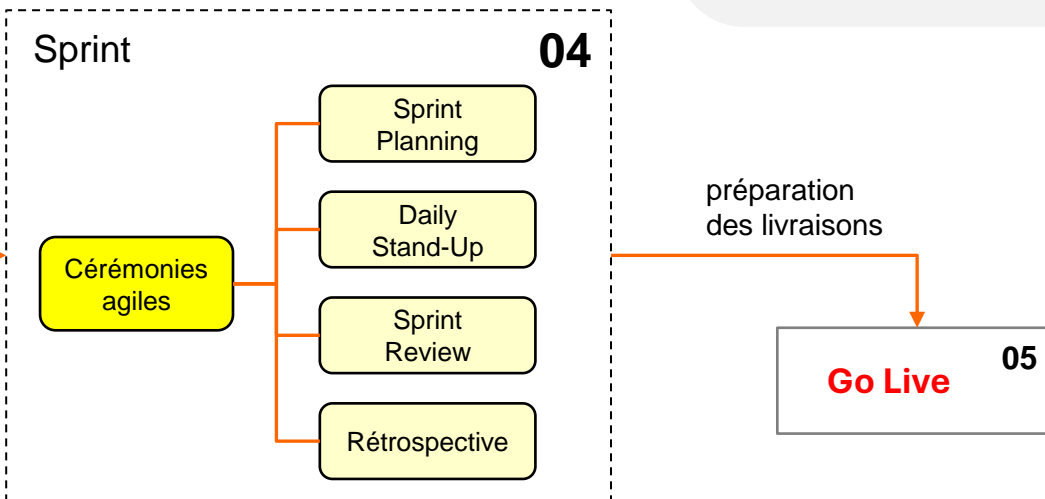 Sprint
04
Sprint
Planning
Daily
Stand-Up
Cérémonies
agiles
Sprint
Review
Rétrospective
préparation
des livraisons
05
Go Live